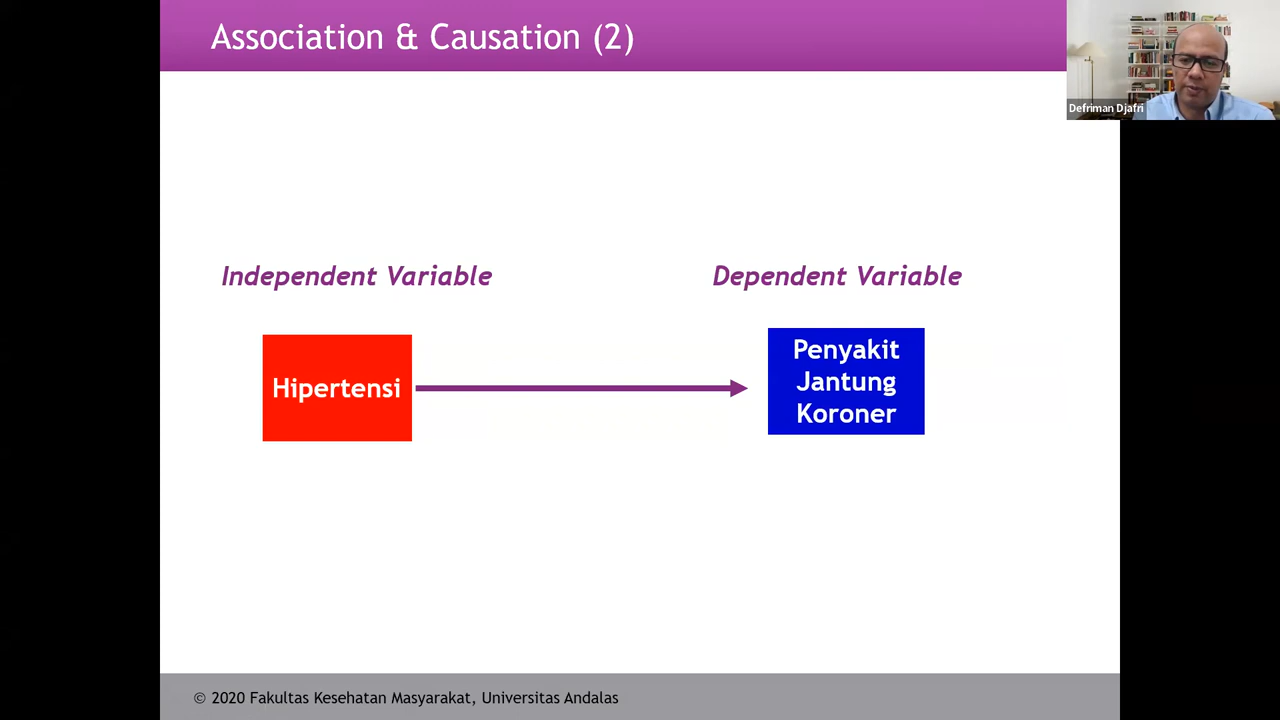 Association & Causation (2)
Defriman Djafri
Independent Variable
Dependent Variable
Hipertensi
Penyakit
Jantung
Koroner
© 2020 Fakultas Kesehatan Masyarakat, Universitas Andalas